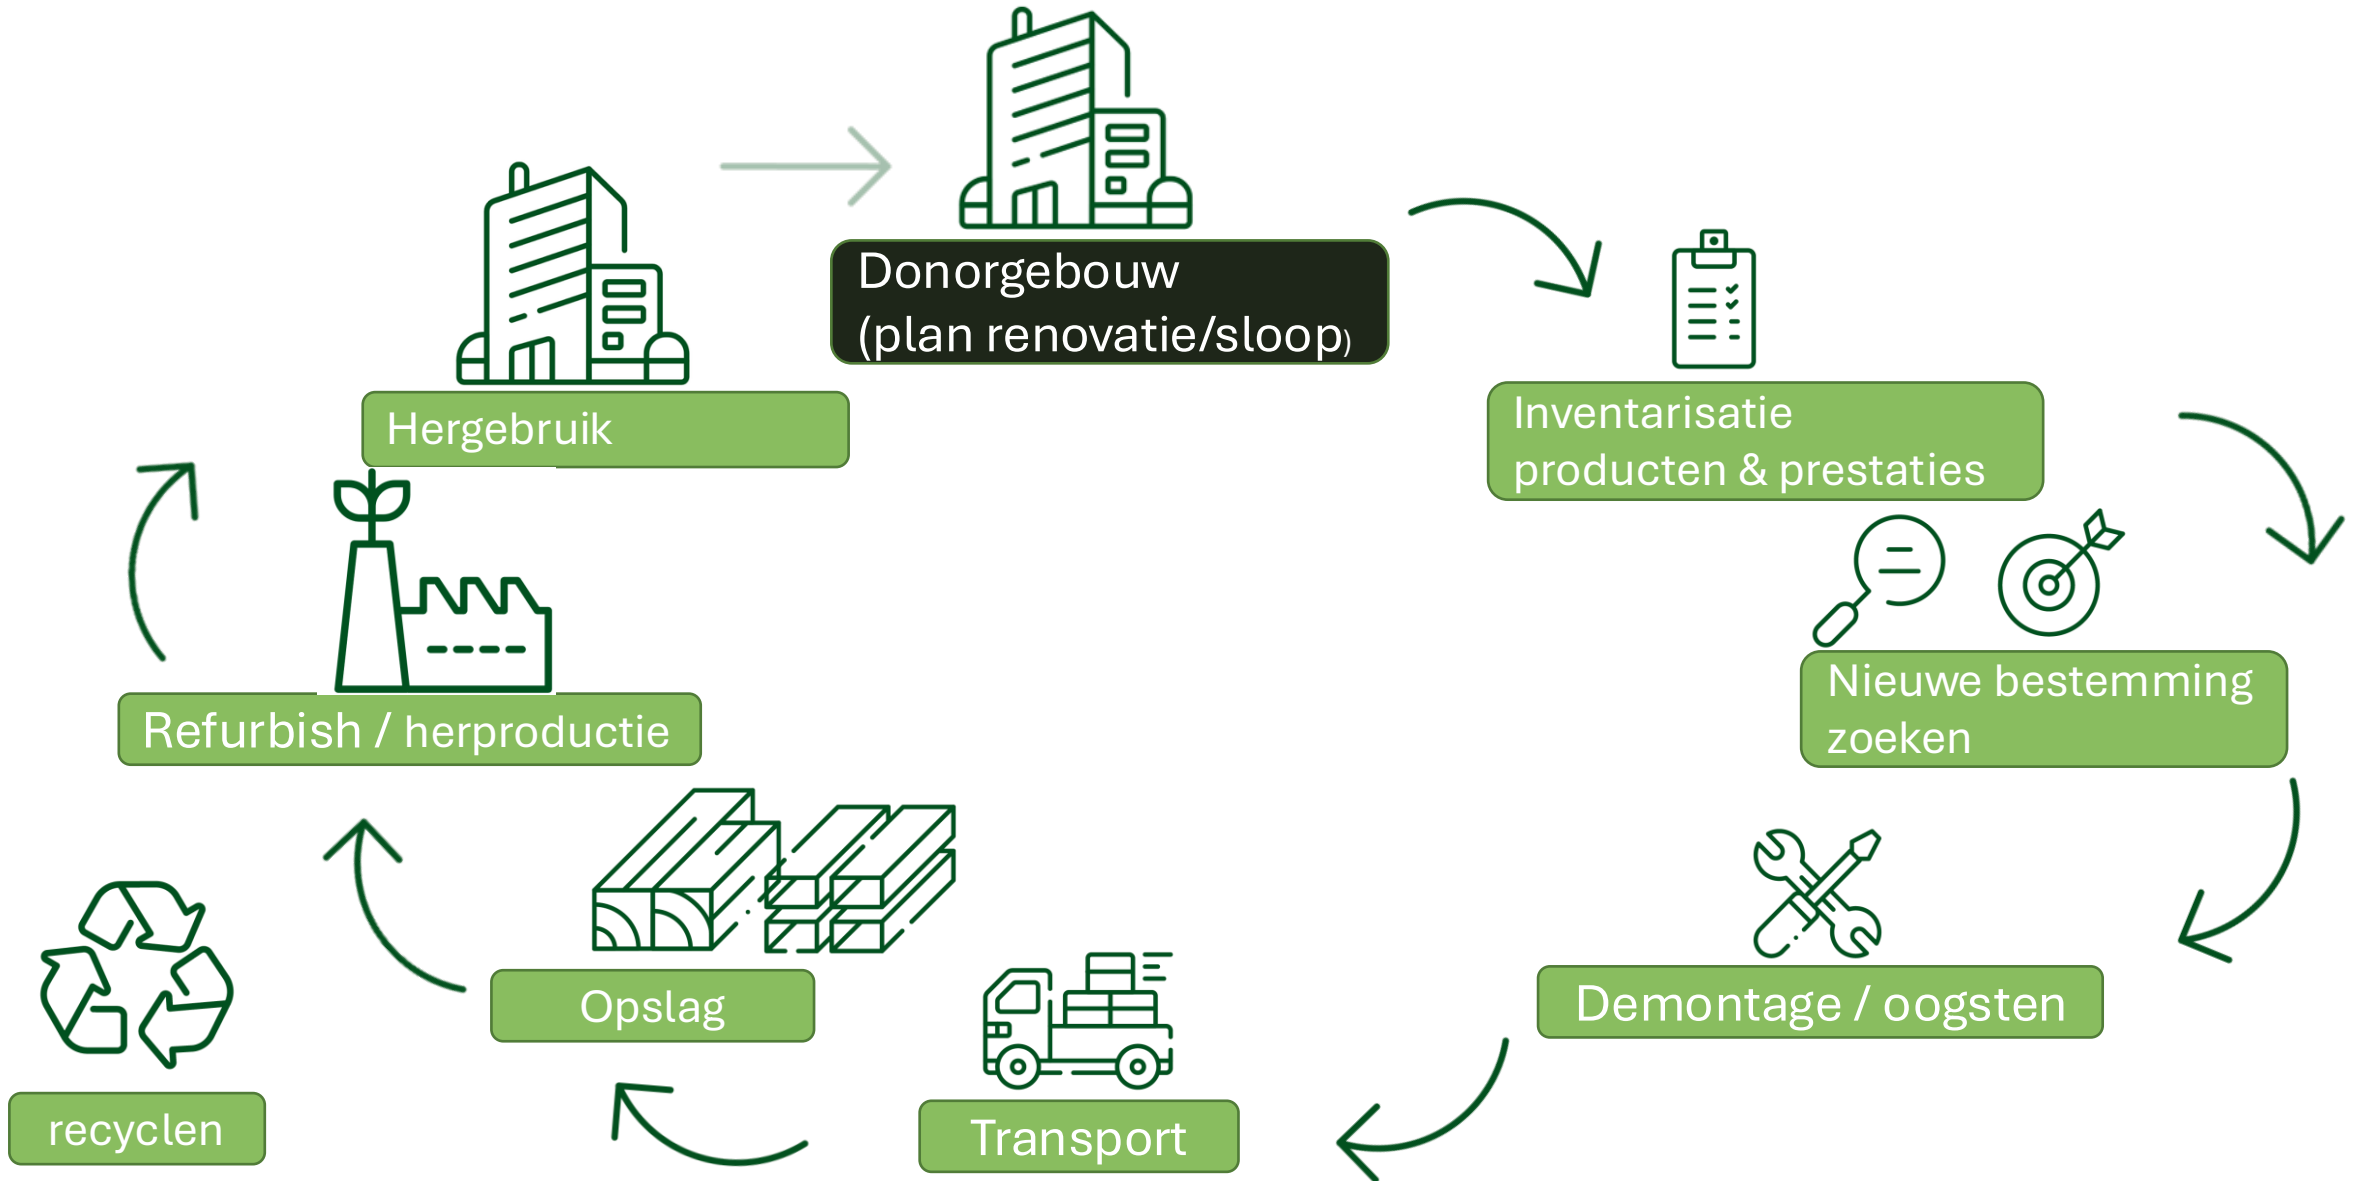 Donorgebouw
(plan renovatie/sloop)
Hergebruik
Inventarisatie
producten & prestaties
Nieuwe bestemming
zoeken
Refurbish / herproductie
Demontage / oogsten
Opslag
Transport
recyclen